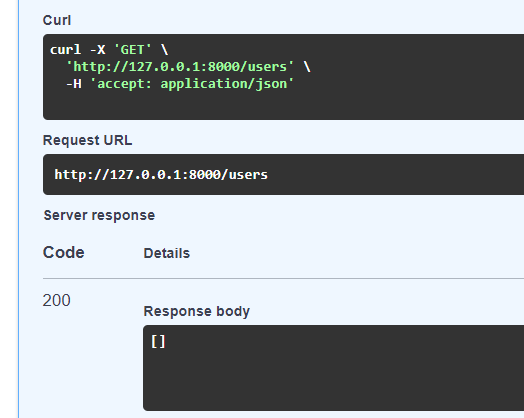 Curl
curl -X 'GET' \
'http://127.0.0.1:8000/users' \
-H 'accept: application/json'
Request URL
http://127.0.0.1:8000/users
Server response
Code Details
200
Response body
[]